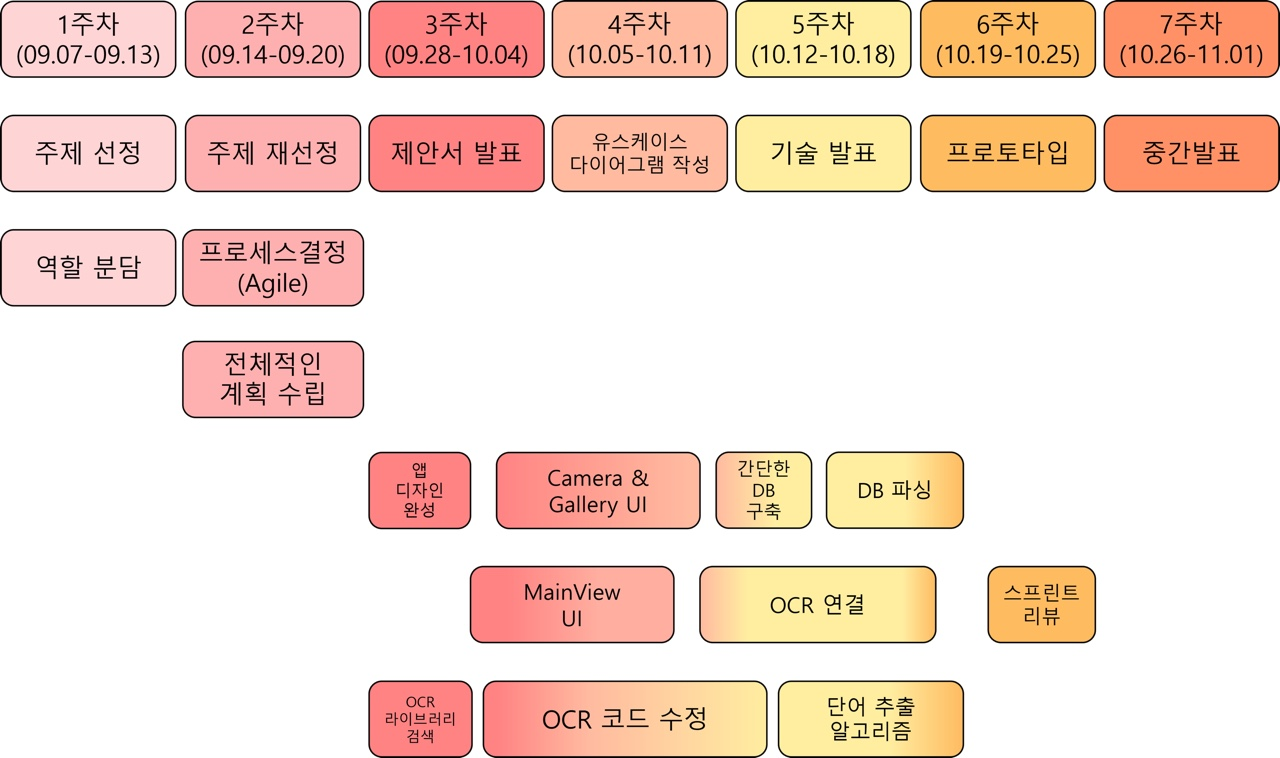 1주차
(09.07-09.13)
2주차
(09.14-09.20)
3주차
(09.28-10.04)
4주차
(10.05-10.11)
5주차
(10.12-10.18)
6주차
(10.19-10.25)
7주차
(10.26-11.01)
주제 선정
주제 재선정
제안서 발표
유스케이스
다이어그램 작성
기술 발표
프로토타입
중간발표
역할 분담
프로세스결정
(Agile)
전체적인
계획 수립
앱
디자인
완성
Camera &
Gallery UI
간단한
DB
구축
DB 파싱
MainView
UI
OCR 연결
스프린트
리뷰
OCR
라이브러리
검색
OCR 코드 수정
단어 추출
알고리즘